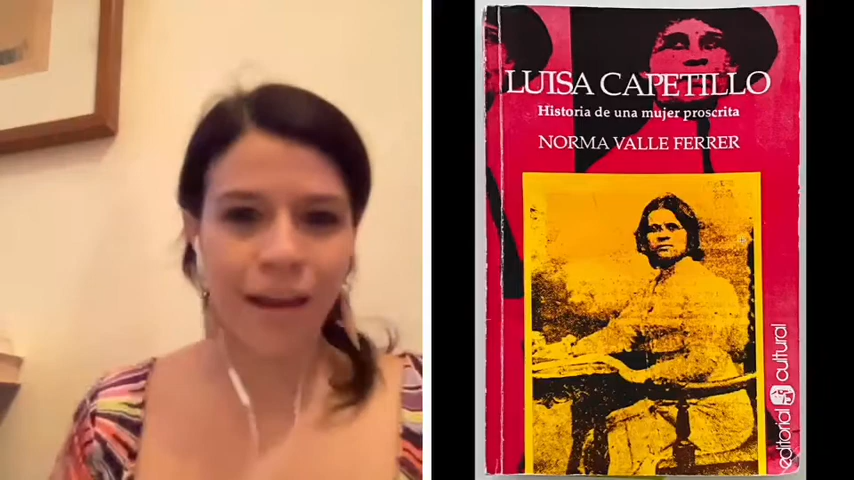 LUISA CAPETILLO
Historia de una mujer proscrita
NORMA VALLE FERRER
editorial cultural